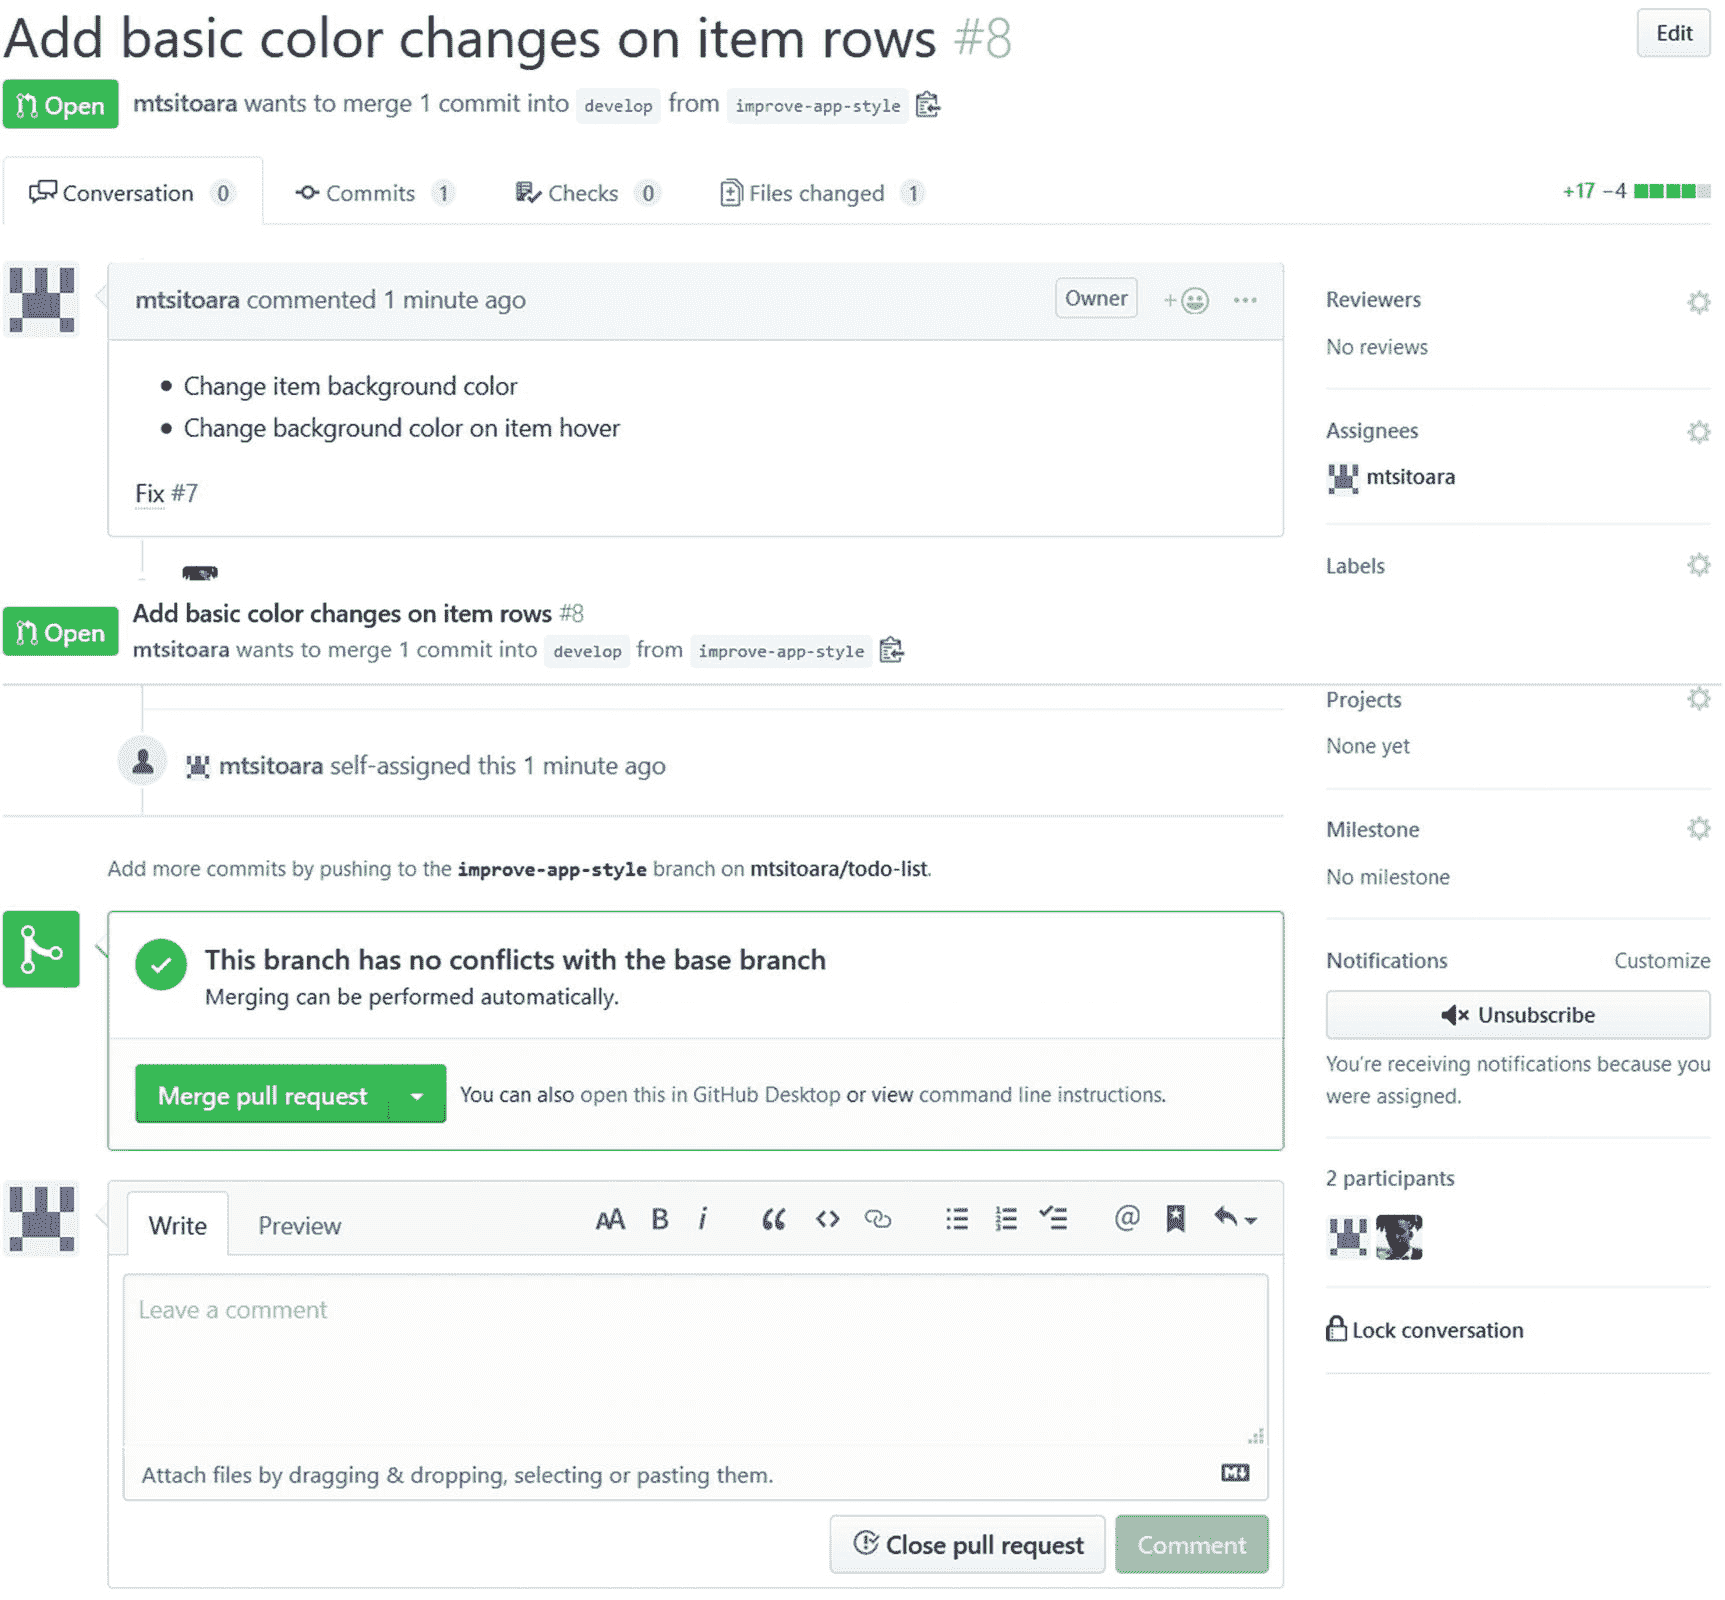 Add basic color changes on item rows #8
Edit
Open
mtsitoara wants to merge 1 commit into develop from improve-app-style
Conversation 0
Commits 1
Checks 0
Files changed 1
+17 −4
mtsitoara commented 1 minute ago
Owner
Change item background color
Change background color on item hover
Fix #7
Reviewers
No reviews
Assignees
mtsitoara
Labels
Open
Add basic color changes on item rows #8
mtsitoara wants to merge 1 commit into develop from improve-app-style
Projects
None yet
mtsitoara self-assigned this 1 minute ago
Milestone
No milestone
Add more commits by pushing to the improve-app-style branch on mtsitoara/todo-list.
This branch has no conflicts with the base branch
Merging can be performed automatically.
Merge pull request
You can also open this in GitHub Desktop or view command line instructions.
Notifications
Customize
Unsubscribe
You're receiving notifications because you
were assigned.
2 participants
Lock conversation
Write
Preview
AA B i
@
Leave a comment
Attach files by dragging & dropping, selecting or pasting them.
Close pull request
Comment